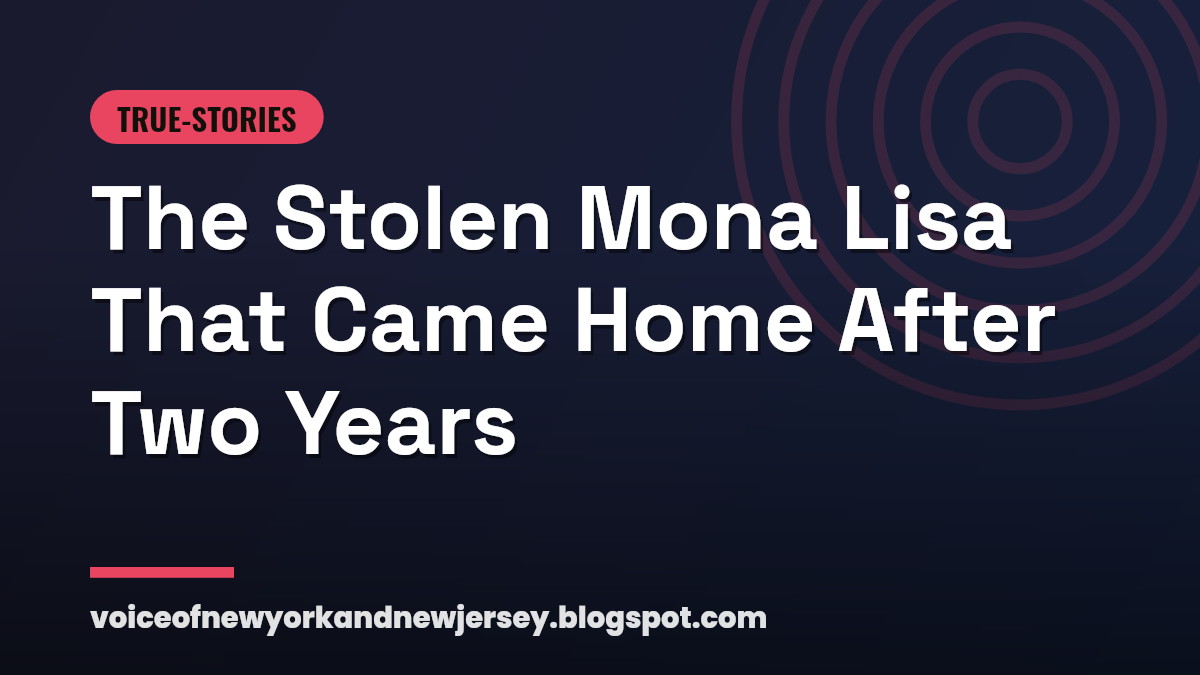 TRUE-STORIES
The Stolen Mona Lisa
That Came Home After
Two Years
voiceofnewyorkandnewjersey.blogspot.com